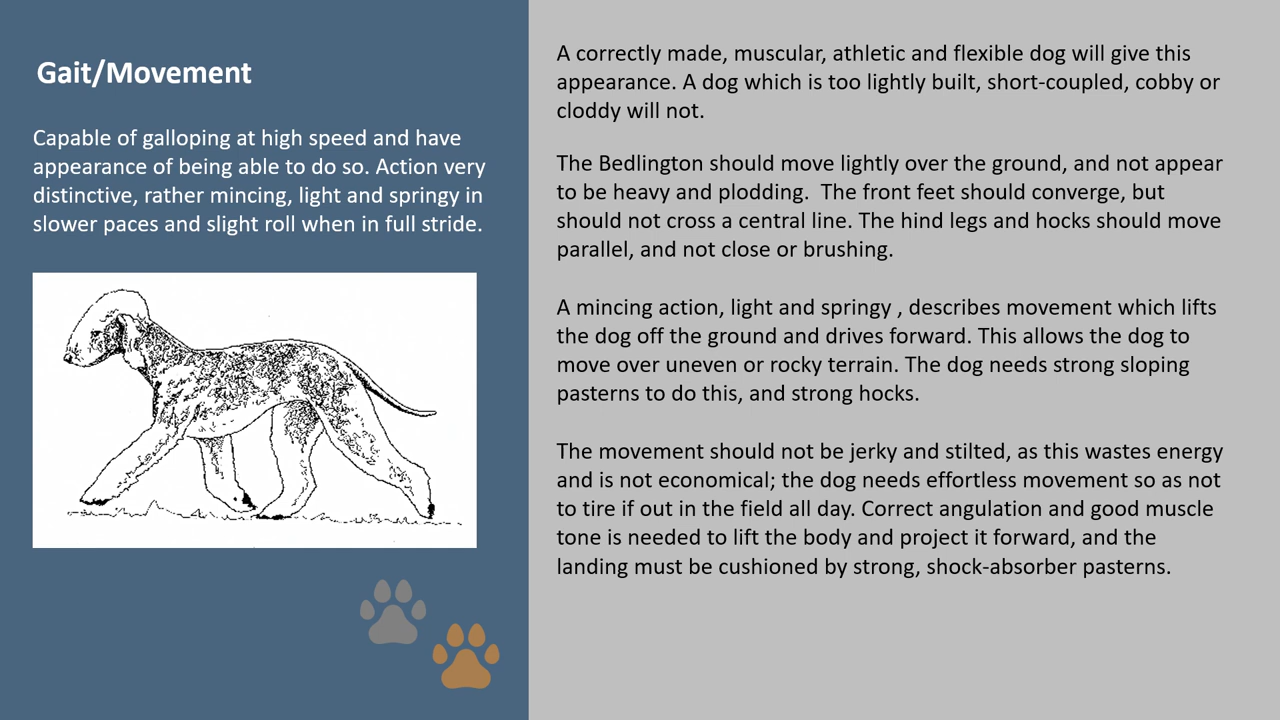 Gait/Movement
Capable of galloping at high speed and have
appearance of being able to do so. Action very
distinctive, rather mincing, light and springy in
slower paces and slight roll when in full stride.
A correctly made, muscular, athletic and flexible dog will give this
appearance. A dog which is too lightly built, short-coupled, cobby or
cloddy will not.
The Bedlington should move lightly over the ground, and not appear
to be heavy and plodding.  The front feet should converge, but
should not cross a central line. The hind legs and hocks should move
parallel, and not close or brushing.
A mincing action, light and springy , describes movement which lifts
the dog off the ground and drives forward. This allows the dog to
move over uneven or rocky terrain. The dog needs strong sloping
pasterns to do this, and strong hocks.
The movement should not be jerky and stilted, as this wastes energy
and is not economical; the dog needs effortless movement so as not
to tire if out in the field all day. Correct angulation and good muscle
tone is needed to lift the body and project it forward, and the
landing must be cushioned by strong, shock-absorber pasterns.